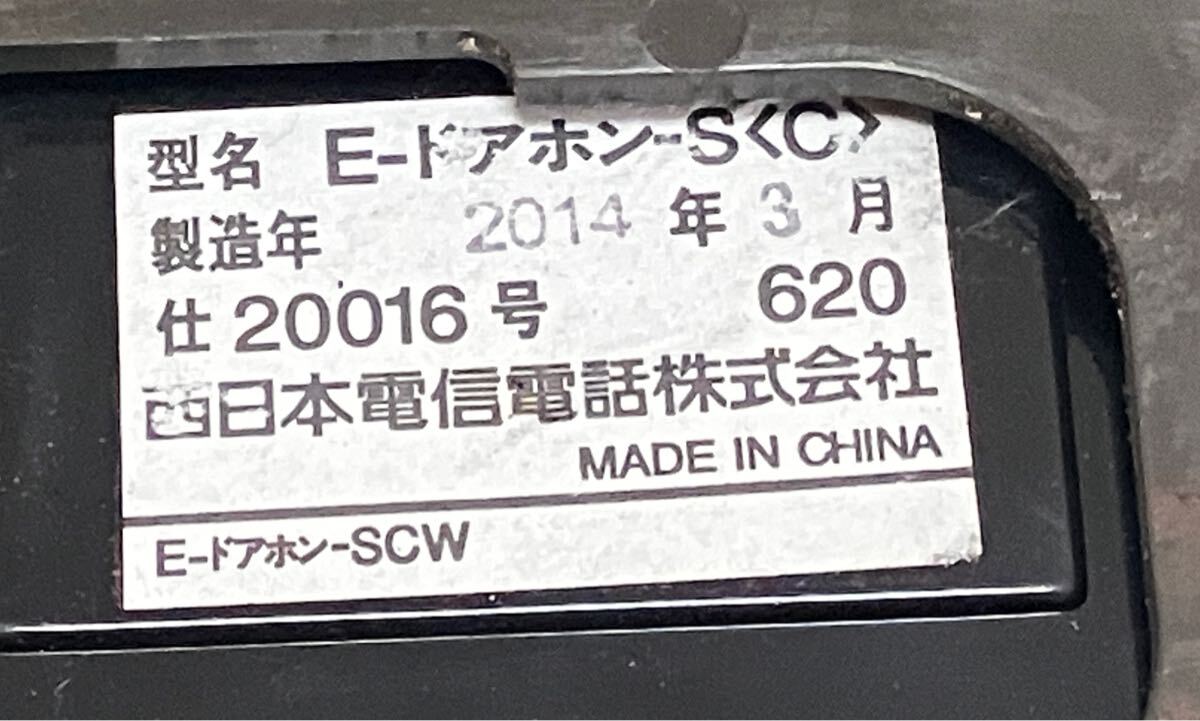 型名 E-ドアホン-S<C>
製造年 2014 年 3 月
仕 20016 号 620
西日本電信電話株式会社
MADE IN CHINA
E-ドアホン-SCW